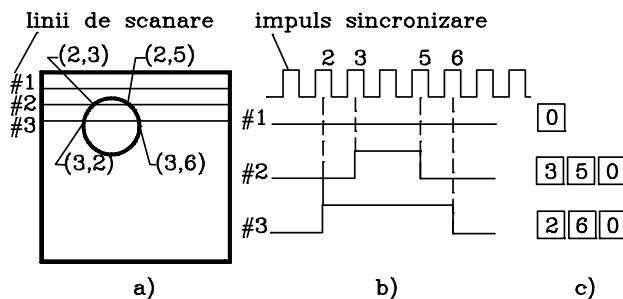 linii de scanare
impuls sincronizare
(2,3) (2,5)
2 3 5 6
#1
#2
#3
(3,2) (3,6)
#1
#2
#3
0
3 5 0
2 6 0
a) b) c)